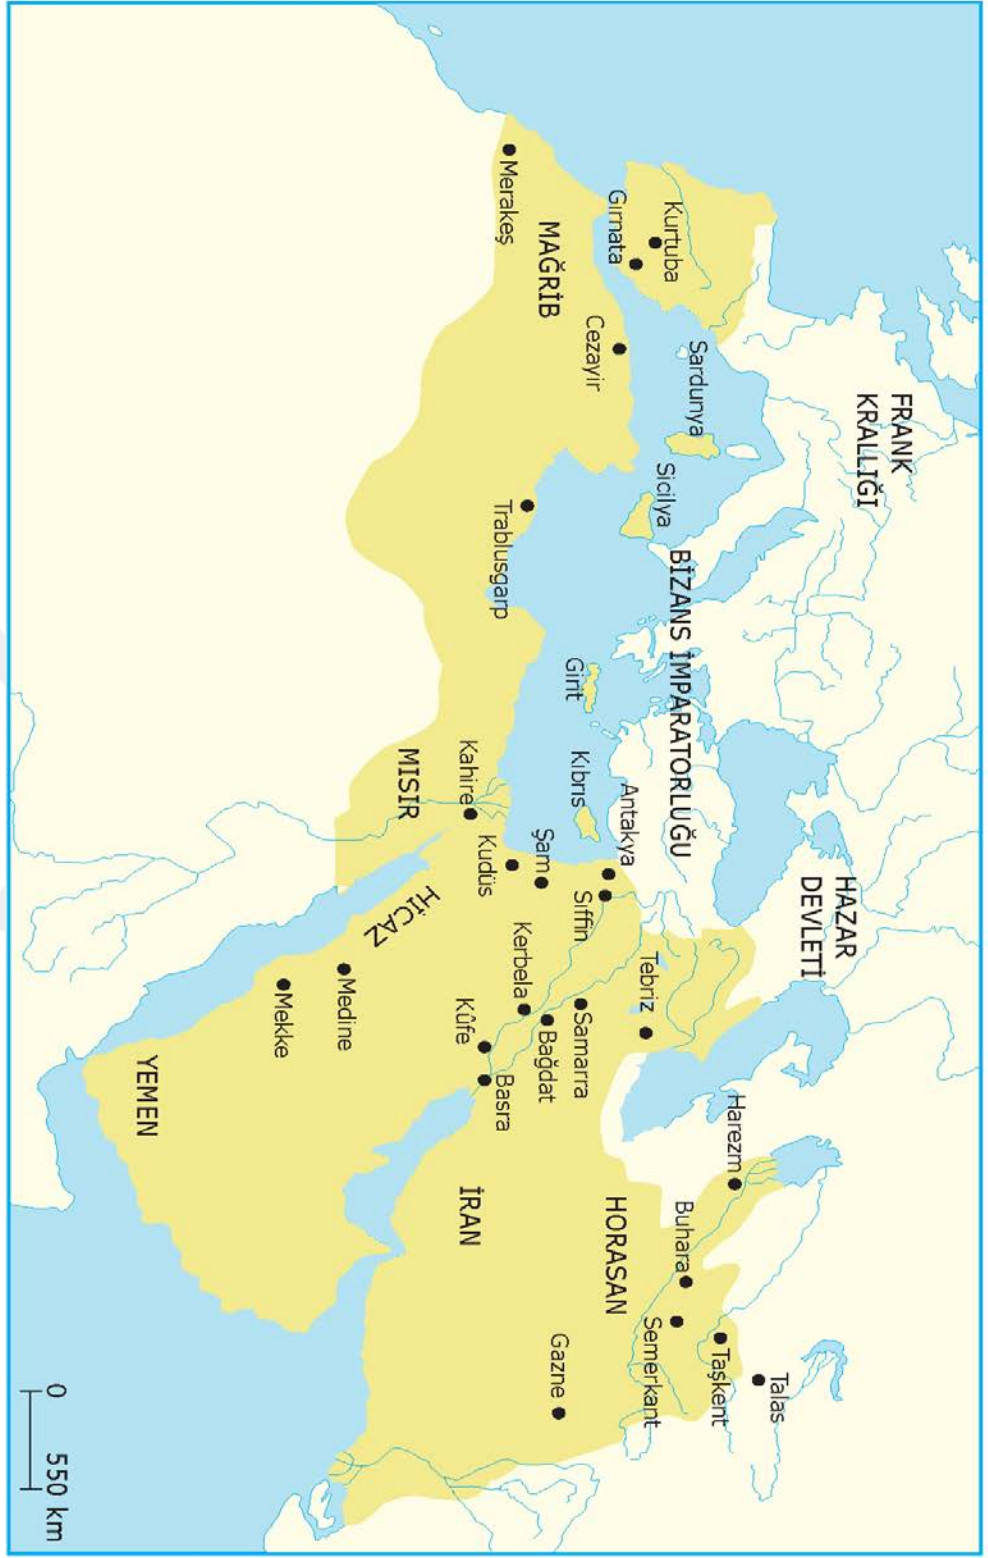 FRANK
KRALLIĞI
HAZAR
DEVLETİ
BİZANS İMPARATORLUĞU
Kurtuba
Gırnata
Sardunya
Sicilya
Cezayir
Merakeş
MAĞRİB
Trablusgarp
Girit
Kıbrıs
Antakya
Sıffin
Şam
Kudüs
Kahire
MISIR
HİCAZ
Medine
Mekke
YEMEN
Kerbela
Kûfe
Basra
Bağdat
Samarra
Tebriz
Harezm
Buhara
Semerkant
Taşkent
Talas
HORASAN
İRAN
Gazne
0
550 km